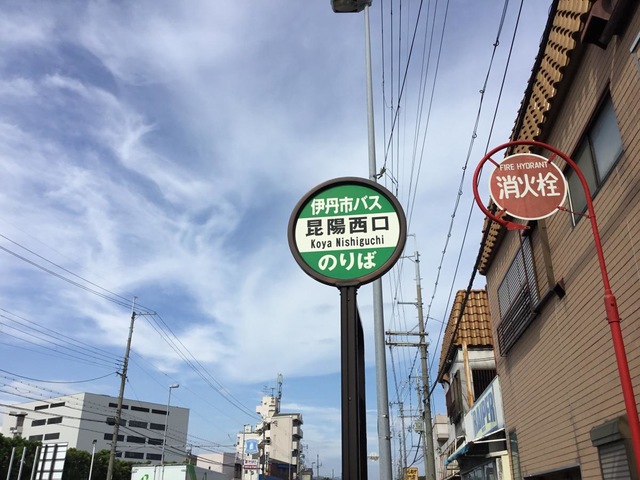 伊丹市バス
昆陽西口
Koya Nishiguchi
のりば
FIRE HYDRANT
消火栓